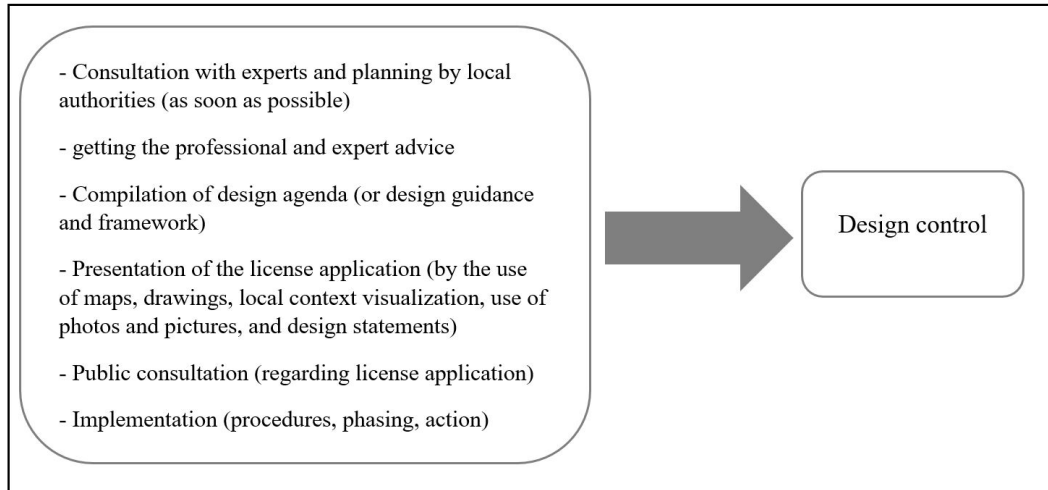 - Consultation with experts and planning by local
authorities (as soon as possible)
- getting the professional and expert advice
- Compilation of design agenda (or design guidance
and framework)
- Presentation of the license application (by the use
of maps, drawings, local context visualization, use of
photos and pictures, and design statements)
- Public consultation (regarding license application)
- Implementation (procedures, phasing, action)
Design control